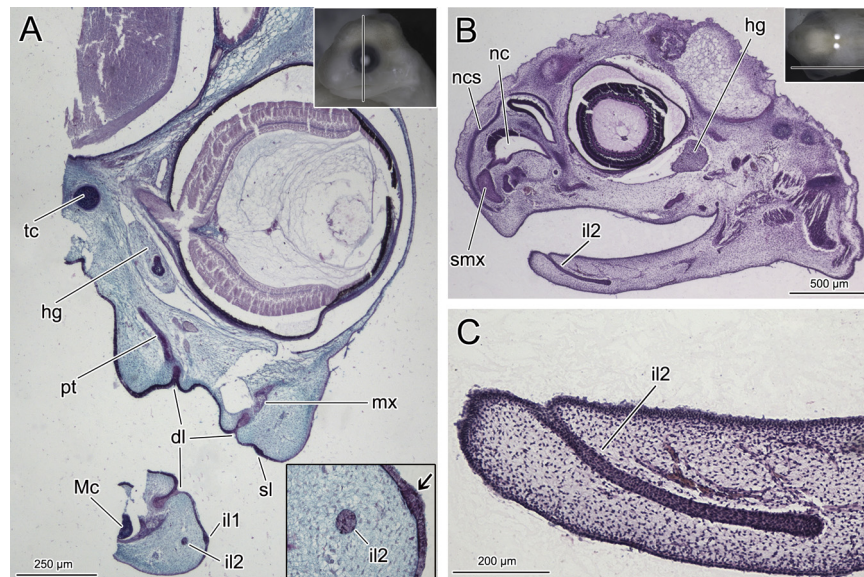 A
tc
hg
pt
mx
dl
sl
Mc
il1
il2
250 µm
il2
B
hg
nc
ncs
smx
il2
500 µm
C
il2
200 µm